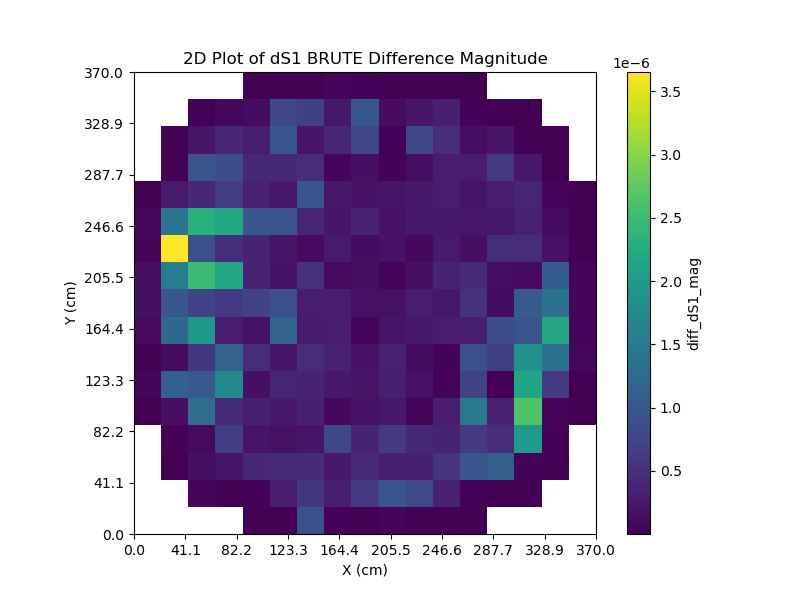 2D Plot of dS1 BRUTE Difference Magnitude
1e−6
370.0
328.9
287.7
246.6
205.5
164.4
123.3
82.2
41.1
0.0
Y (cm)
0.0 41.1 82.2 123.3 164.4 205.5 246.6 287.7 328.9 370.0
X (cm)
3.5
3.0
2.5
2.0
1.5
1.0
0.5
diff_dS1_mag